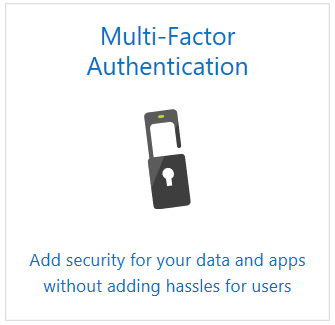 Multi-Factor
Authentication
Add security for your data and apps
without adding hassles for users